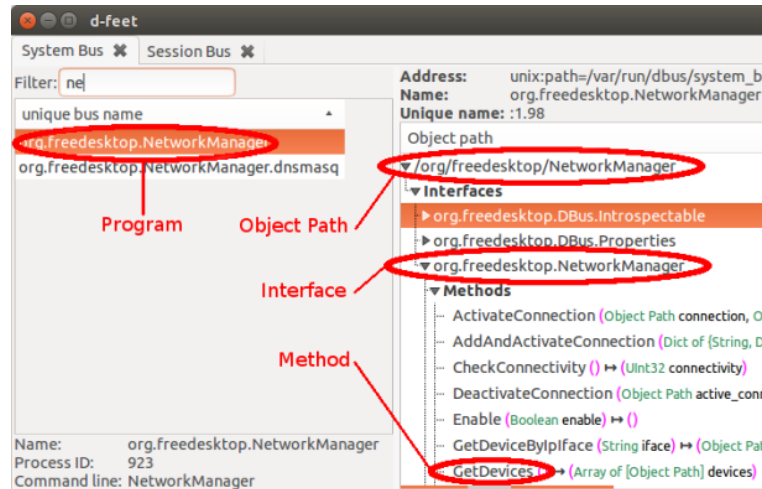 d-feet
System Bus ✖ Session Bus ✖
Filter: ne
unique bus name
org.freedesktop.NetworkManager
org.freedesktop.NetworkManager.dnsmasq
Program
Object Path
Interface
Method
Name: org.freedesktop.NetworkManager
Process ID: 923
Command line: NetworkManager
Address: unix:path=/var/run/dbus/system_b
Name: org.freedesktop.NetworkManager
Unique name: :1.98
Object path
/org/freedesktop/NetworkManager
Interfaces
org.freedesktop.DBus.Introspectable
org.freedesktop.DBus.Properties
org.freedesktop.NetworkManager
Methods
ActivateConnection (Object Path connection, O
AddAndActivateConnection (Dict of {String, D
CheckConnectivity () ↦ (UInt32 connectivity)
DeactivateConnection (Object Path active_con
Enable (Boolean enable) ↦ ()
GetDeviceByIpIface (String iface) ↦ (Object Pa
GetDevices () ↦ (Array of [Object Path] devices)